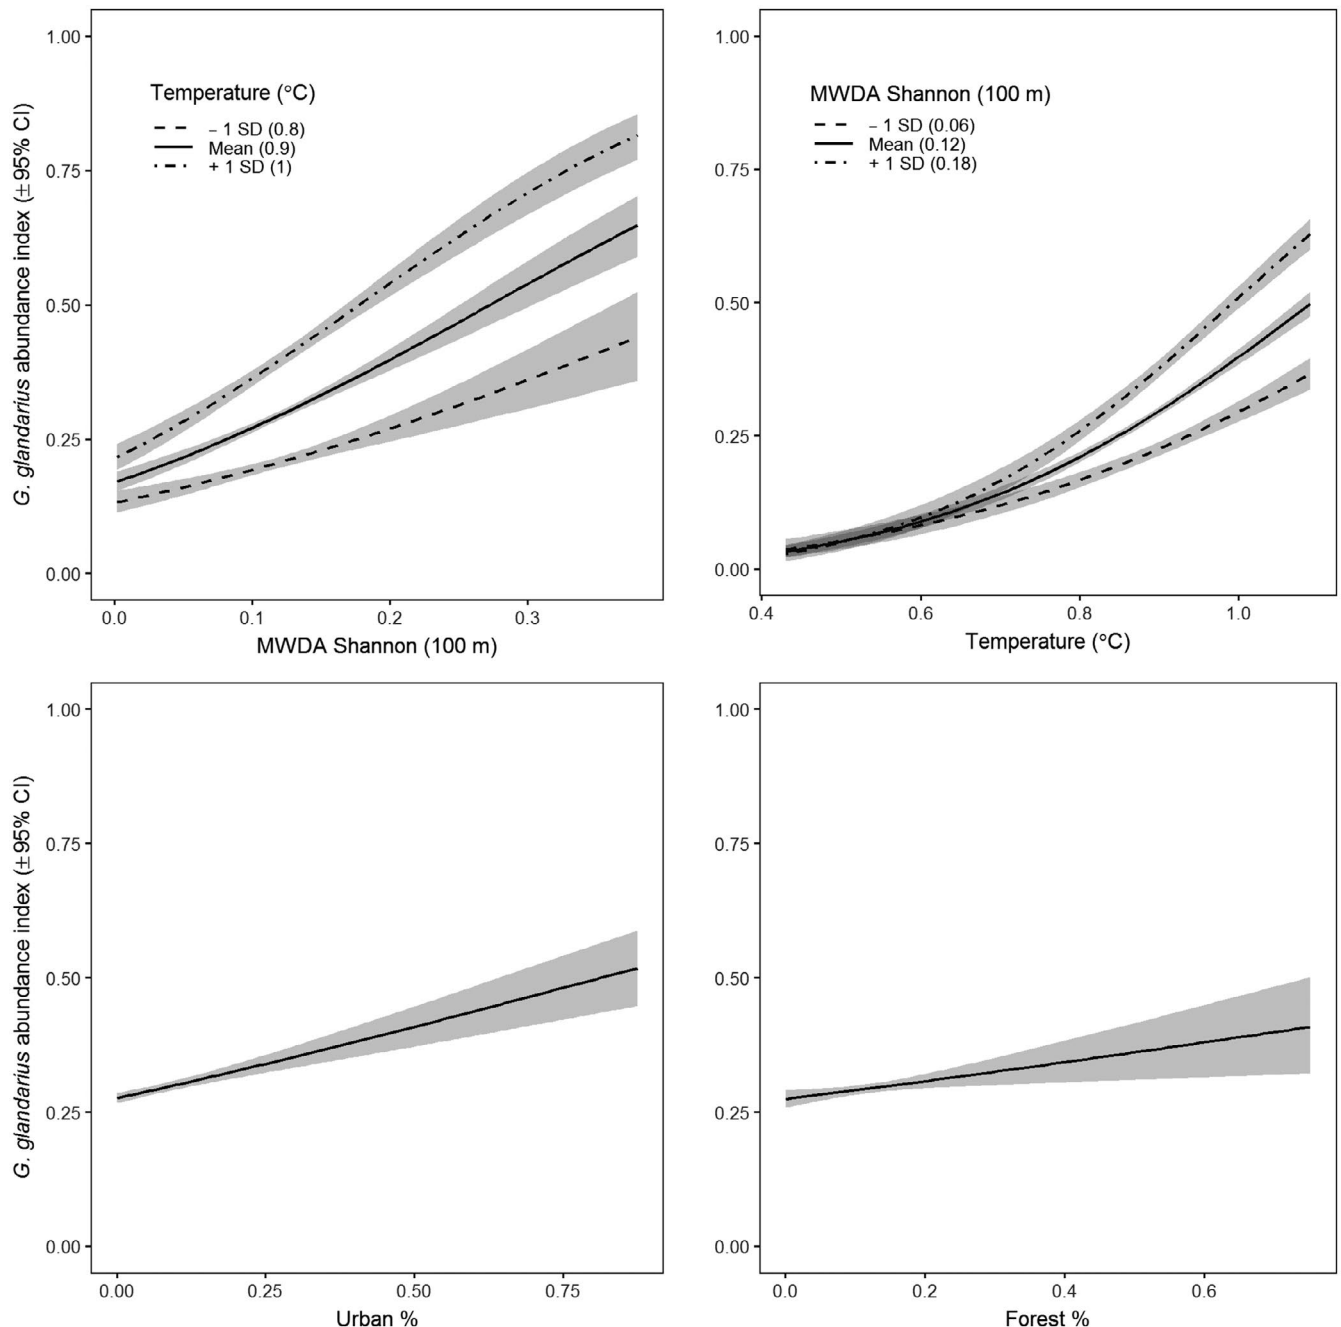 G. glandarius abundance index (±95% CI)
1.00
0.75
0.50
0.25
0.00
Temperature (°C)
– 1 SD (0.8)
Mean (0.9)
+ 1 SD (1)
0.0 0.1 0.2 0.3
MWDA Shannon (100 m)
1.00
0.75
0.50
0.25
0.00
MWDA Shannon (100 m)
– 1 SD (0.06)
Mean (0.12)
+ 1 SD (0.18)
0.4 0.6 0.8 1.0
Temperature (°C)
G. glandarius abundance index (±95% CI)
1.00
0.75
0.50
0.25
0.00
0.00 0.25 0.50 0.75
Urban %
1.00
0.75
0.50
0.25
0.00
0.0 0.2 0.4 0.6
Forest %